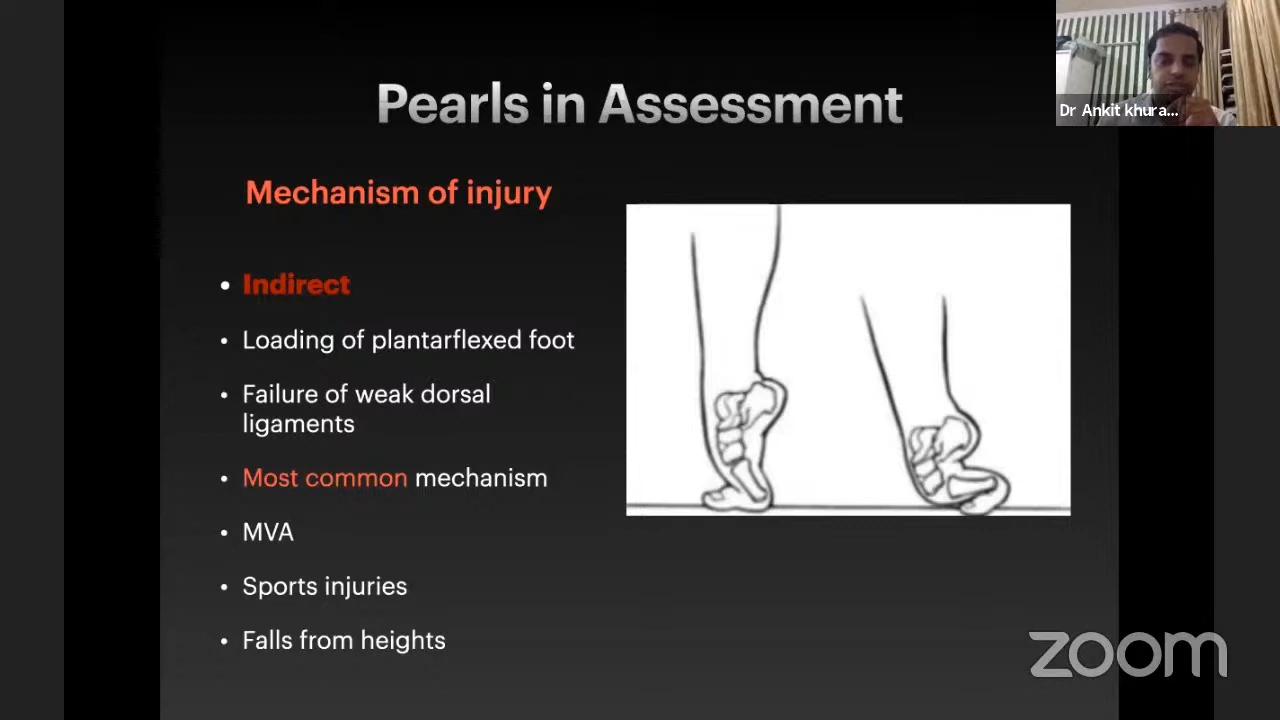 Dr Ankit khura...
Pearls in Assessment
Mechanism of injury
• Indirect
• Loading of plantarflexed foot
• Failure of weak dorsal
ligaments
• Most common mechanism
• MVA
• Sports injuries
• Falls from heights
zoom